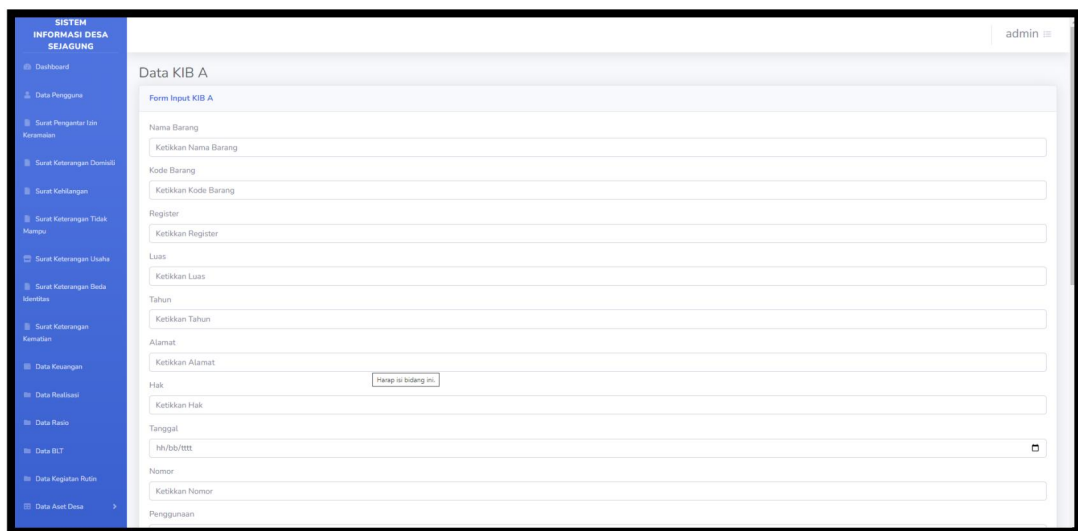 SISTEM
INFORMASI DESA
SEJAGUNG
Dashboard
Data Pengguna
Surat Pengantar Izin
Keramaian
Surat Keterangan Domisili
Surat Kehilangan
Surat Keterangan Tidak
Mampu
Surat Keterangan Usaha
Surat Keterangan Beda
Identitas
Surat Keterangan
Kematian
Data Keuangan
Data Realisasi
Data Rasio
Data BLT
Data Kegiatan Rutin
Data Aset Desa
admin
Data KIB A
Form Input KIB A
Nama Barang
Ketikkan Nama Barang
Kode Barang
Ketikkan Kode Barang
Register
Ketikkan Register
Luas
Ketikkan Luas
Tahun
Ketikkan Tahun
Alamat
Ketikkan Alamat
Harap isi bidang ini.
Hak
Ketikkan Hak
Tanggal
hh/bb/tttt
Nomor
Ketikkan Nomor
Penggunaan